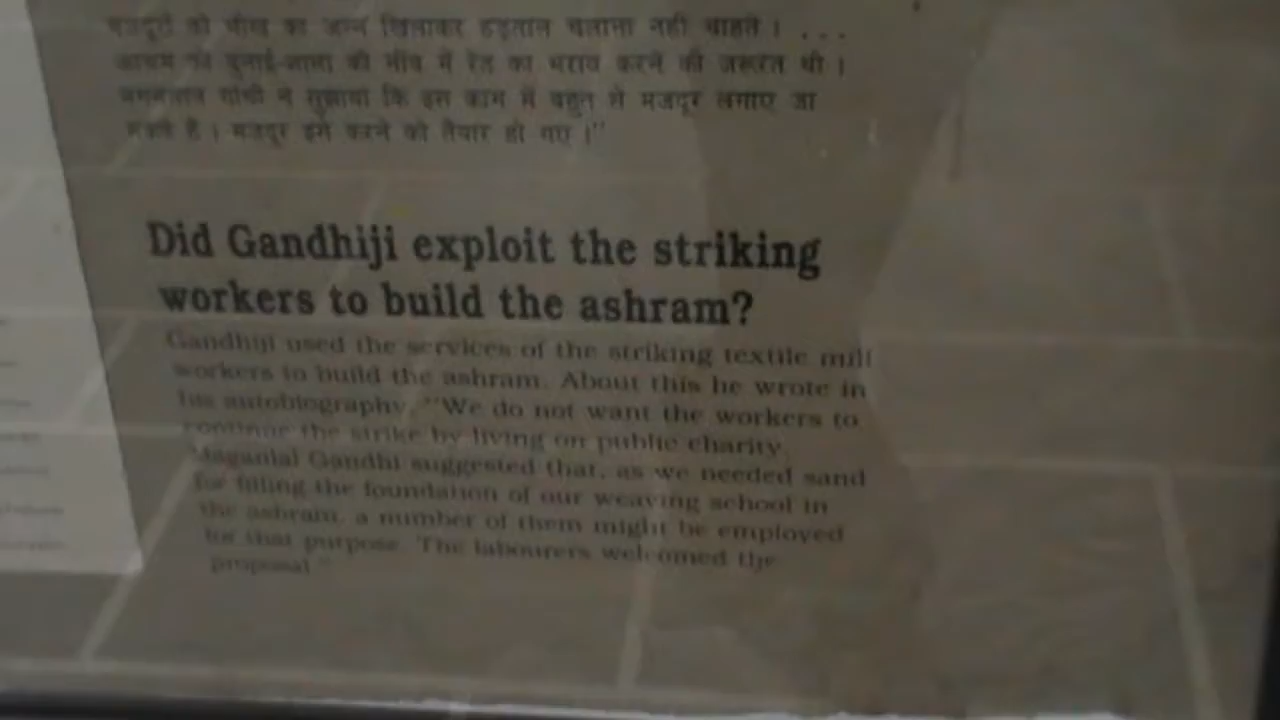 मजदूरों को भीख का अन्न खिलाकर हड़ताल चलाना नहीं चाहते । ...
आश्रम की बुनाई-शाला की नींव में रेत का भराव करने की जरूरत थी ।
मगनलाल गांधी ने सुझाया कि इस काम में बहुत से मजदूर लगाए जा
सकते हैं । मजदूर इसे करने को तैयार हो गए ।"
Did Gandhiji exploit the striking
workers to build the ashram?
Gandhiji used the services of the striking textile mill
workers to build the ashram. About this he wrote in
his autobiography, "We do not want the workers to
continue the strike by living on public charity.
Maganlal Gandhi suggested that, as we needed sand
for filling the foundation of our weaving school in
the ashram, a number of them might be employed
for that purpose. The labourers welcomed the
proposal."